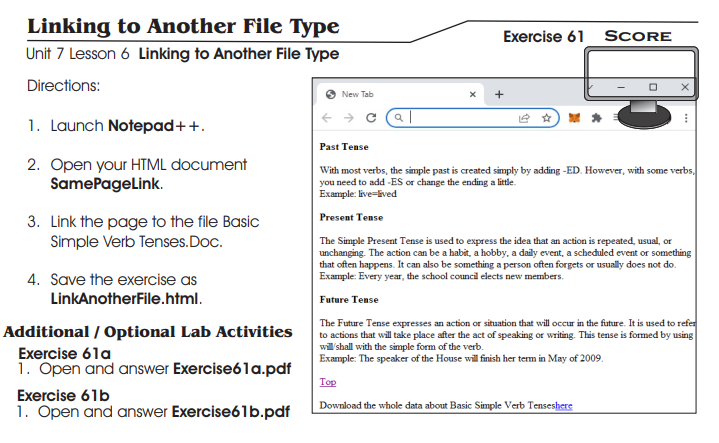 Linking to Another File Type
Exercise 61 SCORE
Unit 7 Lesson 6 Linking to Another File Type
Directions:
1. Launch Notepad++.
2. Open your HTML document
SamePageLink.
3. Link the page to the file Basic
Simple Verb Tenses.Doc.
4. Save the exercise as
LinkAnotherFile.html.
Additional / Optional Lab Activities
Exercise 61a
1. Open and answer Exercise61a.pdf
Exercise 61b
1. Open and answer Exercise61b.pdf
New Tab
Past Tense
With most verbs, the simple past is created simply by adding -ED. However, with some verbs,
you need to add -ES or change the ending a little.
Example: live=lived
Present Tense
The Simple Present Tense is used to express the idea that an action is repeated, usual, or
unchanging. The action can be a habit, a hobby, a daily event, a scheduled event or something
that often happens. It can also be something a person often forgets or usually does not do.
Example: Every year, the school council elects new members.
Future Tense
The Future Tense expresses an action or situation that will occur in the future. It is used to refer
to actions that will take place after the act of speaking or writing. This tense is formed by using
will/shall with the simple form of the verb.
Example: The speaker of the House will finish her term in May of 2009.
Top
Download the whole data about Basic Simple Verb Tenseshere